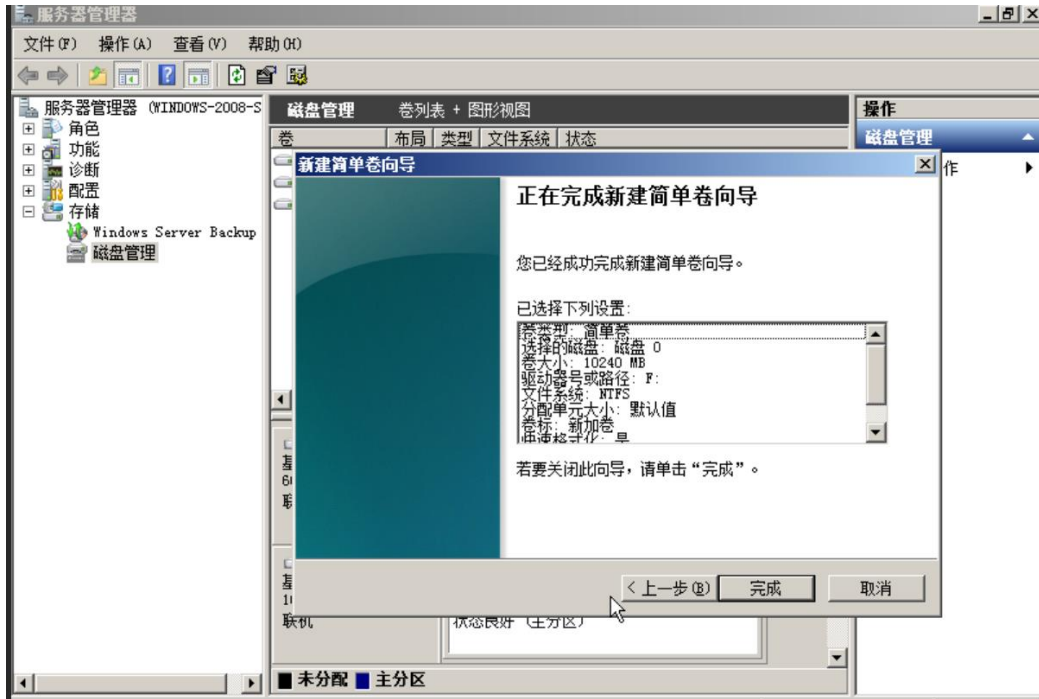 服务器管理器
文件(F) 操作(A) 查看(V) 帮助(H)
服务器管理器 (WINDOWS-2008-S
角色
功能
诊断
配置
存储
Windows Server Backup
磁盘管理
磁盘管理 卷列表 + 图形视图
卷 布局 类型 文件系统 状态
新建简单卷向导
正在完成新建简单卷向导
您已经成功完成新建简单卷向导。
已选择下列设置:
卷类型: 简单卷
选择的磁盘: 磁盘 0
卷大小: 10240 MB
驱动器号或路径: F:
文件系统: NTFS
分配单元大小: 默认值
卷标: 新加卷
快速格式化: 是
若要关闭此向导，请单击“完成”。
< 上一步(B) 完成 取消
联机
状态良好 (主分区)
未分配 主分区
操作
磁盘管理
作